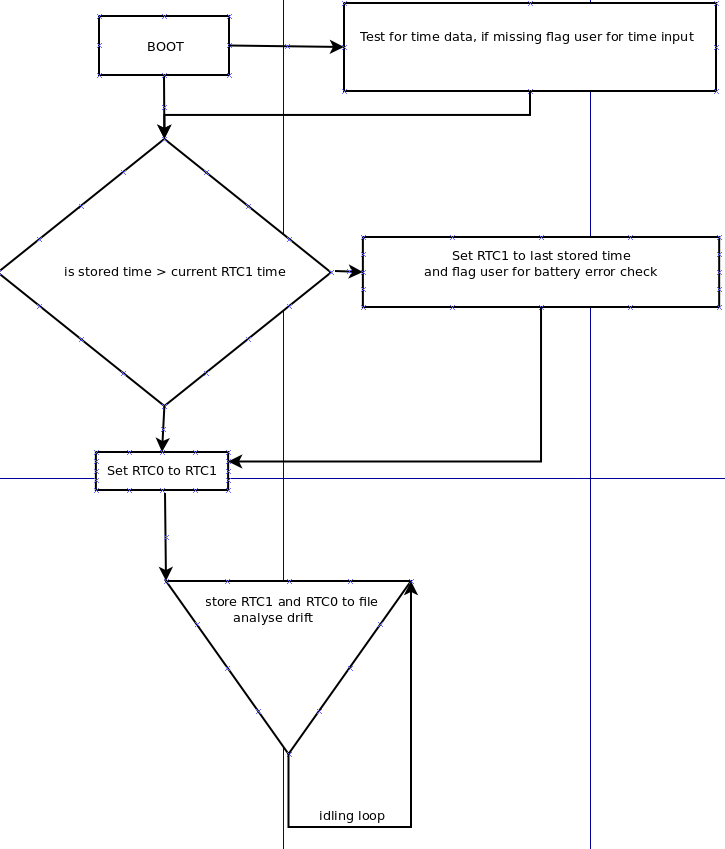 BOOT
Test for time data, if missing flag user for time input
is stored time > current RTC1 time
Set RTC1 to last stored time
and flag user for battery error check
Set RTC0 to RTC1
store RTC1 and RTC0 to file
analyse drift
idling loop